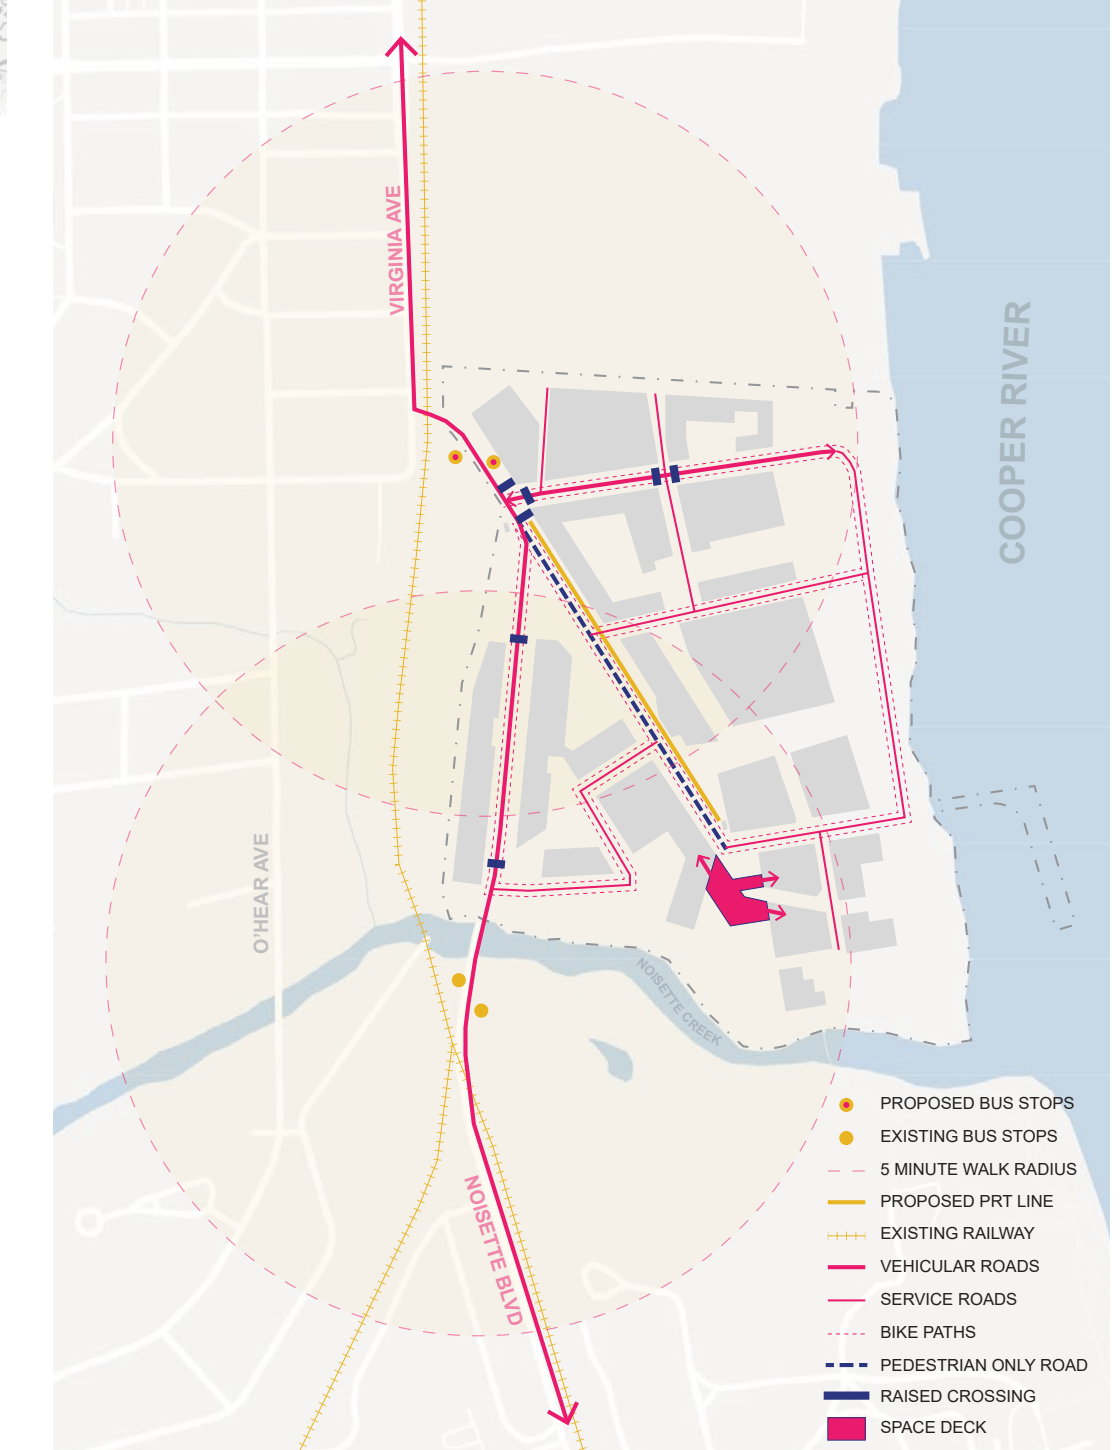 VIRGINIA AVE
COOPER RIVER
O'HEAR AVE
NOISETTE CREEK
NOISETTE BLVD
PROPOSED BUS STOPS
EXISTING BUS STOPS
5 MINUTE WALK RADIUS
PROPOSED PRT LINE
EXISTING RAILWAY
VEHICULAR ROADS
SERVICE ROADS
BIKE PATHS
PEDESTRIAN ONLY ROAD
RAISED CROSSING
SPACE DECK